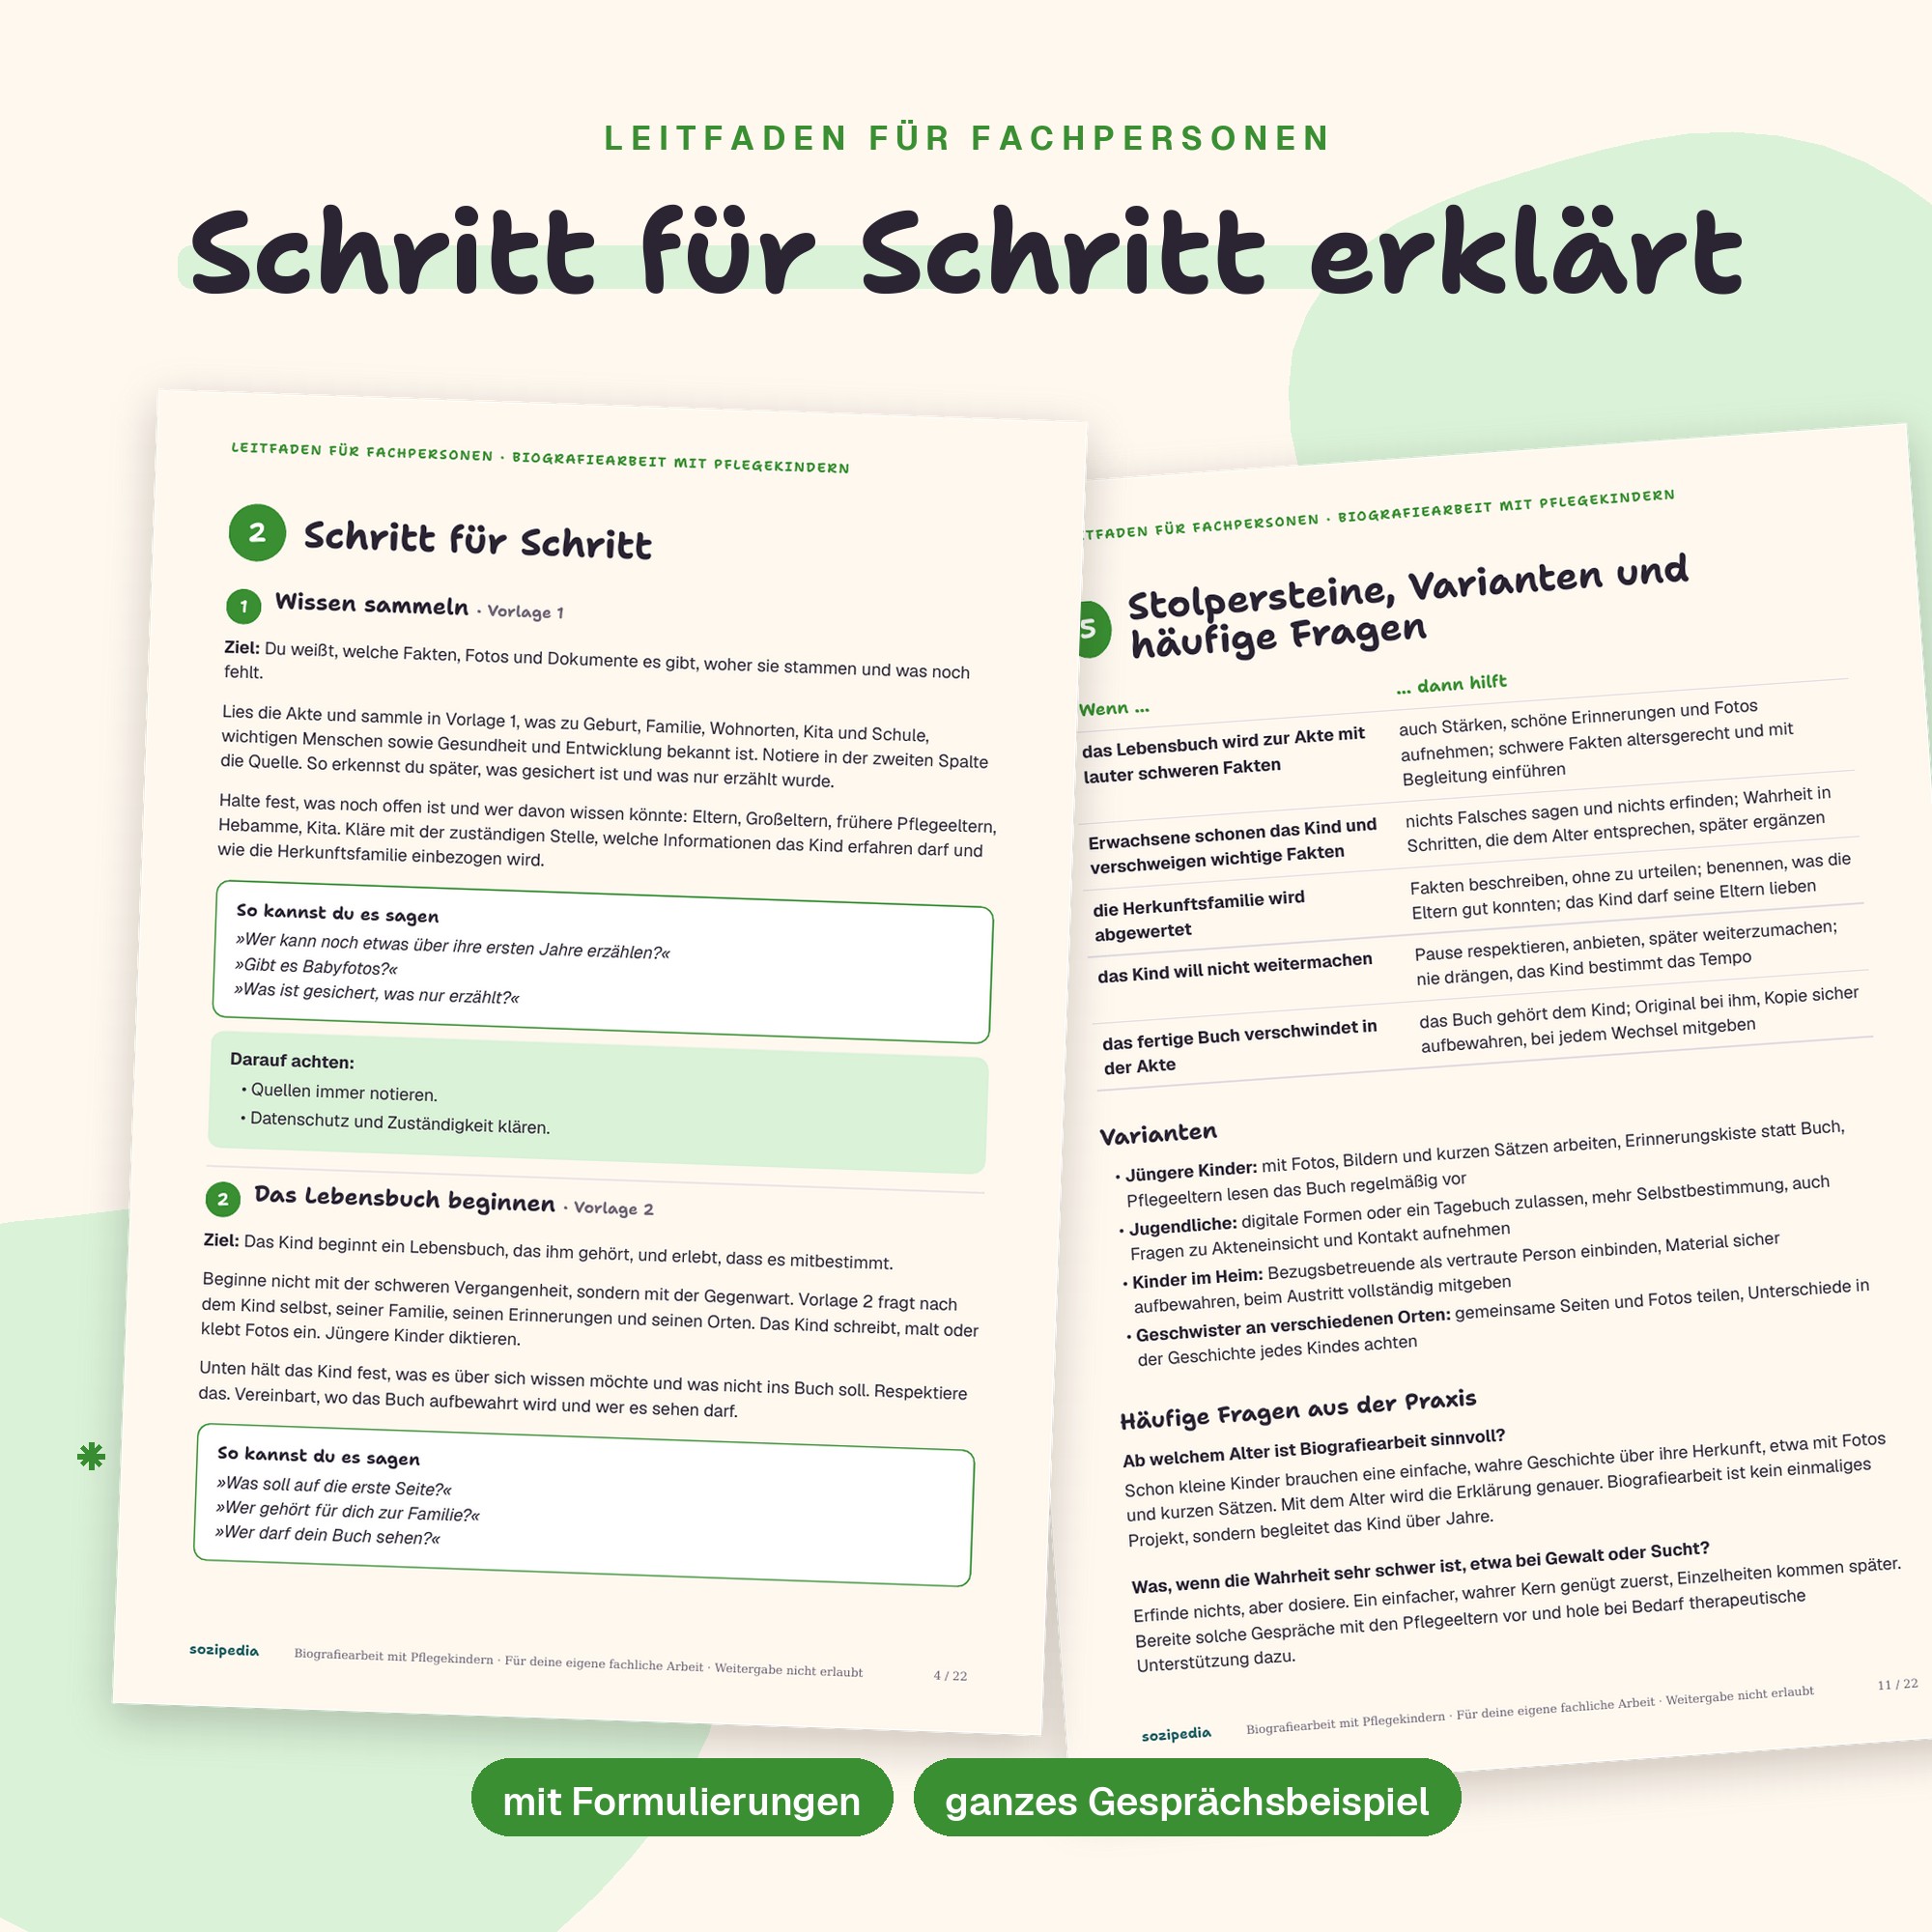 LEITFADEN FÜR FACHPERSONEN
Schritt für Schritt erklärt
LEITFADEN FÜR FACHPERSONEN · BIOGRAFIEARBEIT MIT PFLEGEKINDERN
2 Schritt für Schritt
1 Wissen sammeln · Vorlage 1
Ziel: Du weißt, welche Fakten, Fotos und Dokumente es gibt, woher sie stammen und was noch
fehlt.
Lies die Akte und sammle in Vorlage 1, was zu Geburt, Familie, Wohnorten, Kita und Schule,
wichtigen Menschen sowie Gesundheit und Entwicklung bekannt ist. Notiere in der zweiten Spalte
die Quelle. So erkennst du später, was gesichert ist und was nur erzählt wurde.
Halte fest, was noch offen ist und wer davon wissen könnte: Eltern, Großeltern, frühere Pflegeeltern,
Hebamme, Kita. Kläre mit der zuständigen Stelle, welche Informationen das Kind erfahren darf und
wie die Herkunftsfamilie einbezogen wird.
So kannst du es sagen
»Wer kann noch etwas über ihre ersten Jahre erzählen?«
»Gibt es Babyfotos?«
»Was ist gesichert, was nur erzählt?«
Darauf achten:
• Quellen immer notieren.
• Datenschutz und Zuständigkeit klären.
2 Das Lebensbuch beginnen · Vorlage 2
Ziel: Das Kind beginnt ein Lebensbuch, das ihm gehört, und erlebt, dass es mitbestimmt.
Beginne nicht mit der schweren Vergangenheit, sondern mit der Gegenwart. Vorlage 2 fragt nach
dem Kind selbst, seiner Familie, seinen Erinnerungen und seinen Orten. Das Kind schreibt, malt oder
klebt Fotos ein. Jüngere Kinder diktieren.
Unten hält das Kind fest, was es über sich wissen möchte und was nicht ins Buch soll. Respektiere
das. Vereinbart, wo das Buch aufbewahrt wird und wer es sehen darf.
So kannst du es sagen
»Was soll auf die erste Seite?«
»Wer gehört für dich zur Familie?«
»Wer darf dein Buch sehen?«
sozipedia Biografiearbeit mit Pflegekindern · Für deine eigene fachliche Arbeit · Weitergabe nicht erlaubt 4 / 22
TFADEN FÜR FACHPERSONEN · BIOGRAFIEARBEIT MIT PFLEGEKINDERN
5 Stolpersteine, Varianten und
häufige Fragen
Wenn ... ... dann hilft
das Lebensbuch wird zur Akte mit
lauter schweren Fakten
auch Stärken, schöne Erinnerungen und Fotos
aufnehmen; schwere Fakten altersgerecht und mit
Begleitung einführen
Erwachsene schonen das Kind und
verschweigen wichtige Fakten
nichts Falsches sagen und nichts erfinden; Wahrheit in
Schritten, die dem Alter entsprechen, später ergänzen
die Herkunftsfamilie wird
abgewertet
Fakten beschreiben, ohne zu urteilen; benennen, was die
Eltern gut konnten; das Kind darf seine Eltern lieben
das Kind will nicht weitermachen
Pause respektieren, anbieten, später weiterzumachen;
nie drängen, das Kind bestimmt das Tempo
das fertige Buch verschwindet in
der Akte
das Buch gehört dem Kind; Original bei ihm, Kopie sicher
aufbewahren, bei jedem Wechsel mitgeben
Varianten
• Jüngere Kinder: mit Fotos, Bildern und kurzen Sätzen arbeiten, Erinnerungskiste statt Buch,
Pflegeeltern lesen das Buch regelmäßig vor
• Jugendliche: digitale Formen oder ein Tagebuch zulassen, mehr Selbstbestimmung, auch
Fragen zu Akteneinsicht und Kontakt aufnehmen
• Kinder im Heim: Bezugsbetreuende als vertraute Person einbinden, Material sicher
aufbewahren, beim Austritt vollständig mitgeben
• Geschwister an verschiedenen Orten: gemeinsame Seiten und Fotos teilen, Unterschiede in
der Geschichte jedes Kindes achten
Häufige Fragen aus der Praxis
Ab welchem Alter ist Biografiearbeit sinnvoll?
Schon kleine Kinder brauchen eine einfache, wahre Geschichte über ihre Herkunft, etwa mit Fotos
und kurzen Sätzen. Mit dem Alter wird die Erklärung genauer. Biografiearbeit ist kein einmaliges
Projekt, sondern begleitet das Kind über Jahre.
Was, wenn die Wahrheit sehr schwer ist, etwa bei Gewalt oder Sucht?
Erfinde nichts, aber dosiere. Ein einfacher, wahrer Kern genügt zuerst, Einzelheiten kommen später.
Bereite solche Gespräche mit den Pflegeeltern vor und hole bei Bedarf therapeutische
Unterstützung dazu.
sozipedia Biografiearbeit mit Pflegekindern · Für deine eigene fachliche Arbeit · Weitergabe nicht erlaubt 11 / 22
mit Formulierungen
ganzes Gesprächsbeispiel